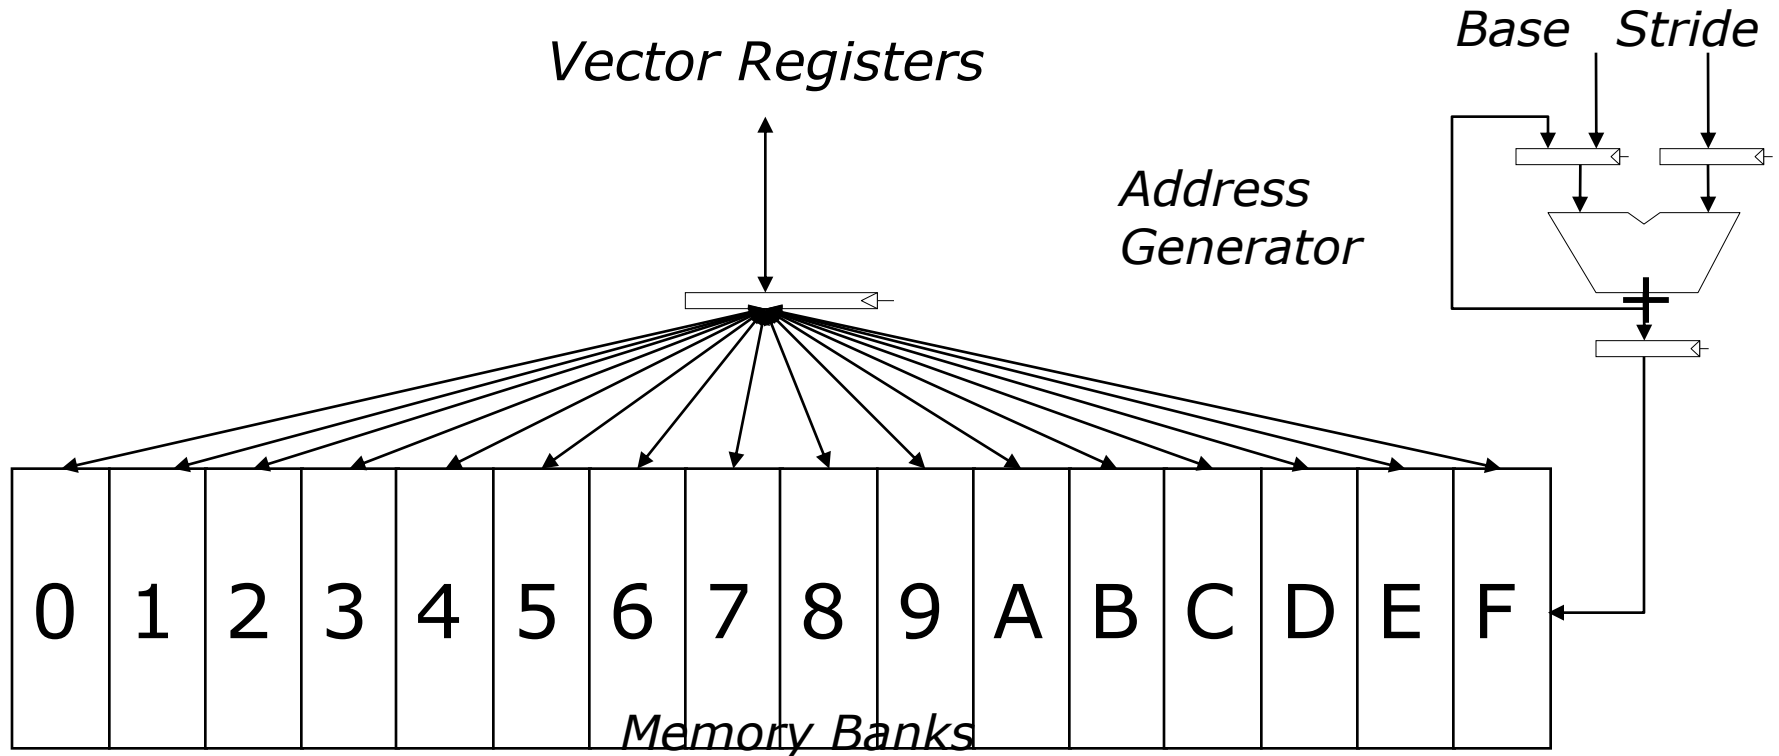 Base Stride
Vector Registers
Address
Generator
+
0 1 2 3 4 5 6 7 8 9 A B C D E F
Memory Banks